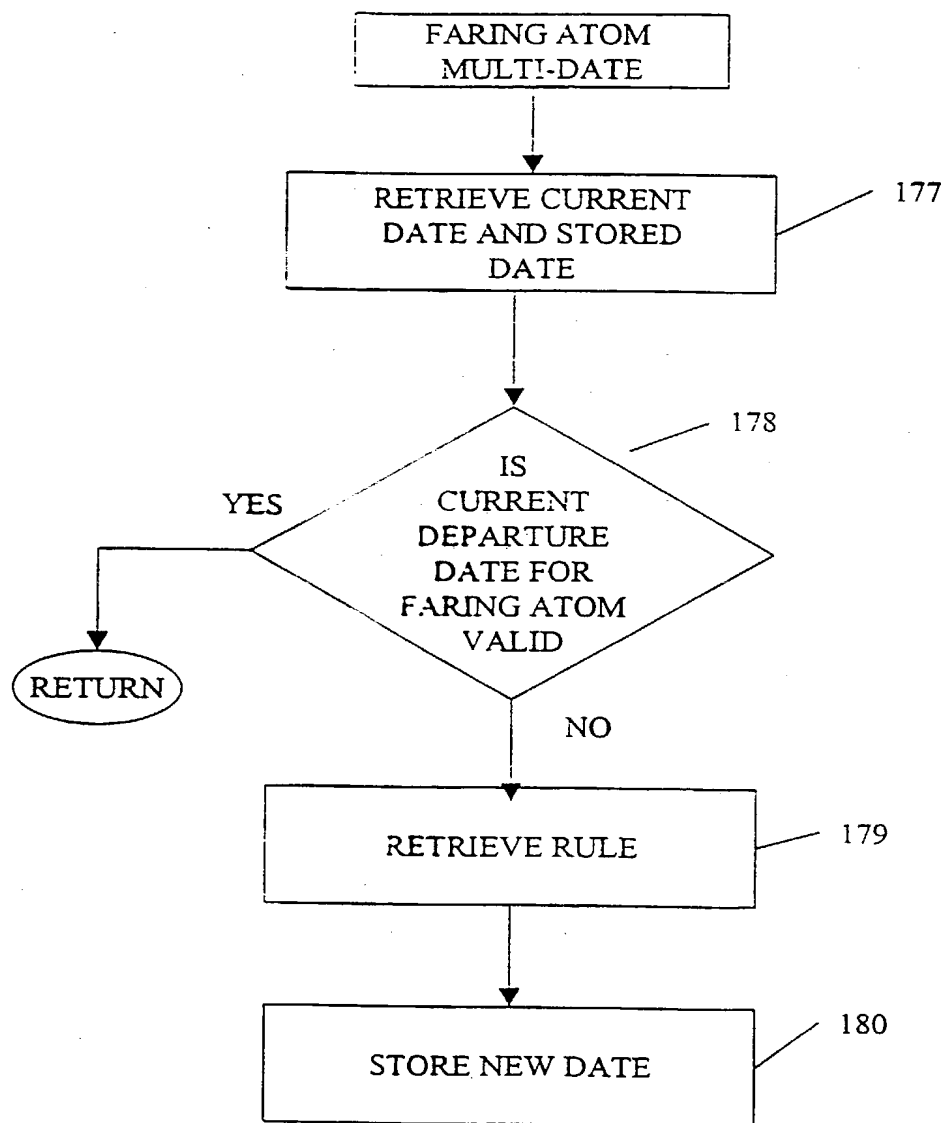 FARING ATOM
MULTI-DATE
RETRIEVE CURRENT
DATE AND STORED
DATE
177
178
IS
CURRENT
DEPARTURE
DATE FOR
FARING ATOM
VALID
YES
RETURN
NO
RETRIEVE RULE
179
STORE NEW DATE
180